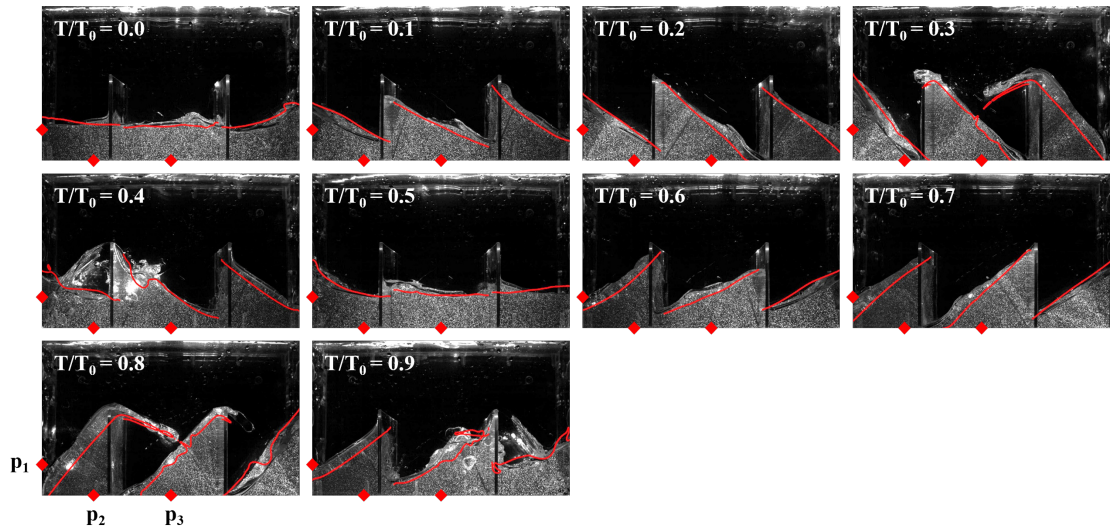 T/T0 = 0.0
T/T0 = 0.1
T/T0 = 0.2
T/T0 = 0.3
T/T0 = 0.4
T/T0 = 0.5
T/T0 = 0.6
T/T0 = 0.7
T/T0 = 0.8
T/T0 = 0.9
p1
p2
p3